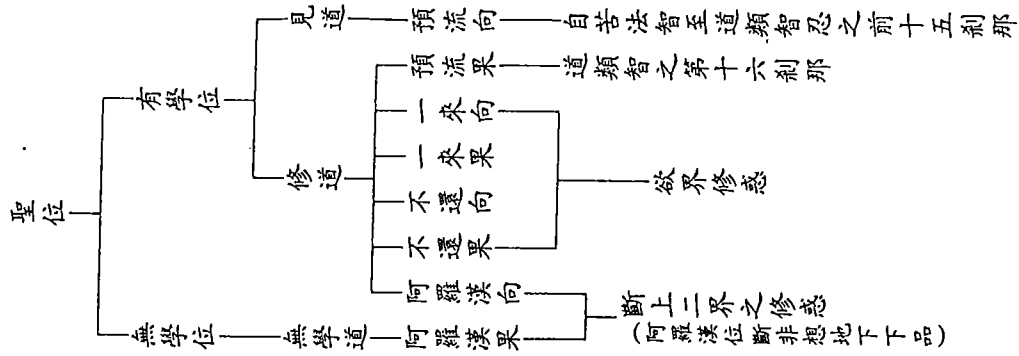 聖位
有學位
見道
預流向
自苦法智至道類智忍之前十五剎那
修道
預流果
道類智之第十六剎那
一來向
一來果
不還向
不還果
欲界修惑
阿羅漢向
無學位
無學道
阿羅漢果
斷上二界之修惑
(阿羅漢位斷非想地下下品)